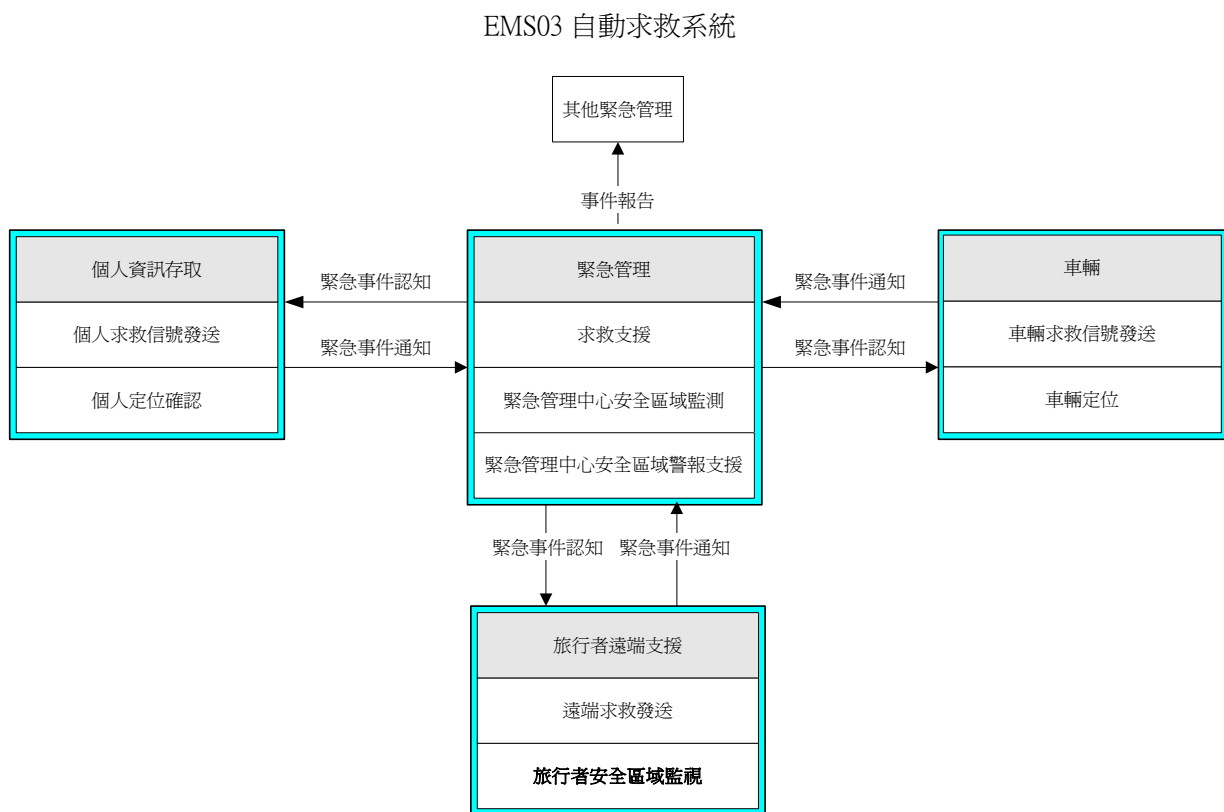 EMS03 自動求救系統
其他緊急管理
事件報告
個人資訊存取
個人求救信號發送
個人定位確認
緊急事件認知
緊急事件通知
緊急管理
求救支援
緊急管理中心安全區域監測
緊急管理中心安全區域警報支援
緊急事件通知
緊急事件認知
車輛
車輛求救信號發送
車輛定位
緊急事件認知
緊急事件通知
旅行者遠端支援
遠端求救發送
旅行者安全區域監視